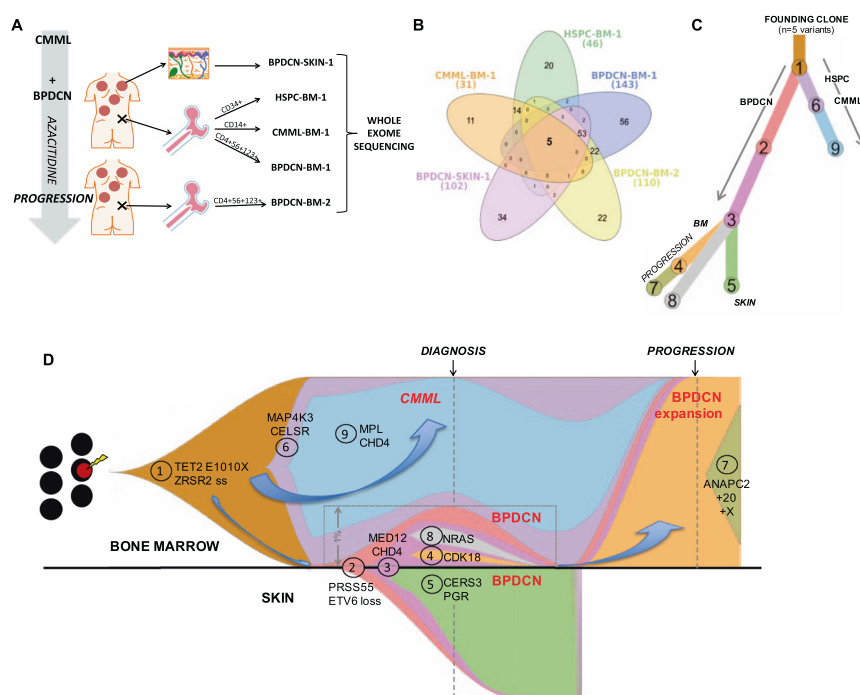 A
CMML
+
BPDCN
AZACITIDINE
PROGRESSION
CD34+
CD14+
CD4+56+123+
CD4+56+123+
BPDCN-SKIN-1
HSPC-BM-1
CMML-BM-1
BPDCN-BM-1
BPDCN-BM-2
WHOLE
EXOME
SEQUENCING
B
HSPC-BM-1
(46)
CMML-BM-1
(31)
BPDCN-BM-1
(143)
BPDCN-SKIN-1
(102)
BPDCN-BM-2
(110)
20
11
14
56
53
5
22
34
22
C
FOUNDING CLONE
(n=5 variants)
1
HSPC
BPDCN
6
CMML
2
9
3
BM
PROGRESSION
4
7
8
5
SKIN
D
DIAGNOSIS
PROGRESSION
CMML
BPDCN
expansion
MAP4K3
CELSR
6
9 MPL
CHD4
1 TET2 E1010X
ZRSR2 ss
7
ANAPC2
+20
+X
1%
BPDCN
MED12
CHD4
8 NRAS
4 CDK18
BONE MARROW
2
3
SKIN
PRSS55
ETV6 loss
5 CERS3
PGR
BPDCN